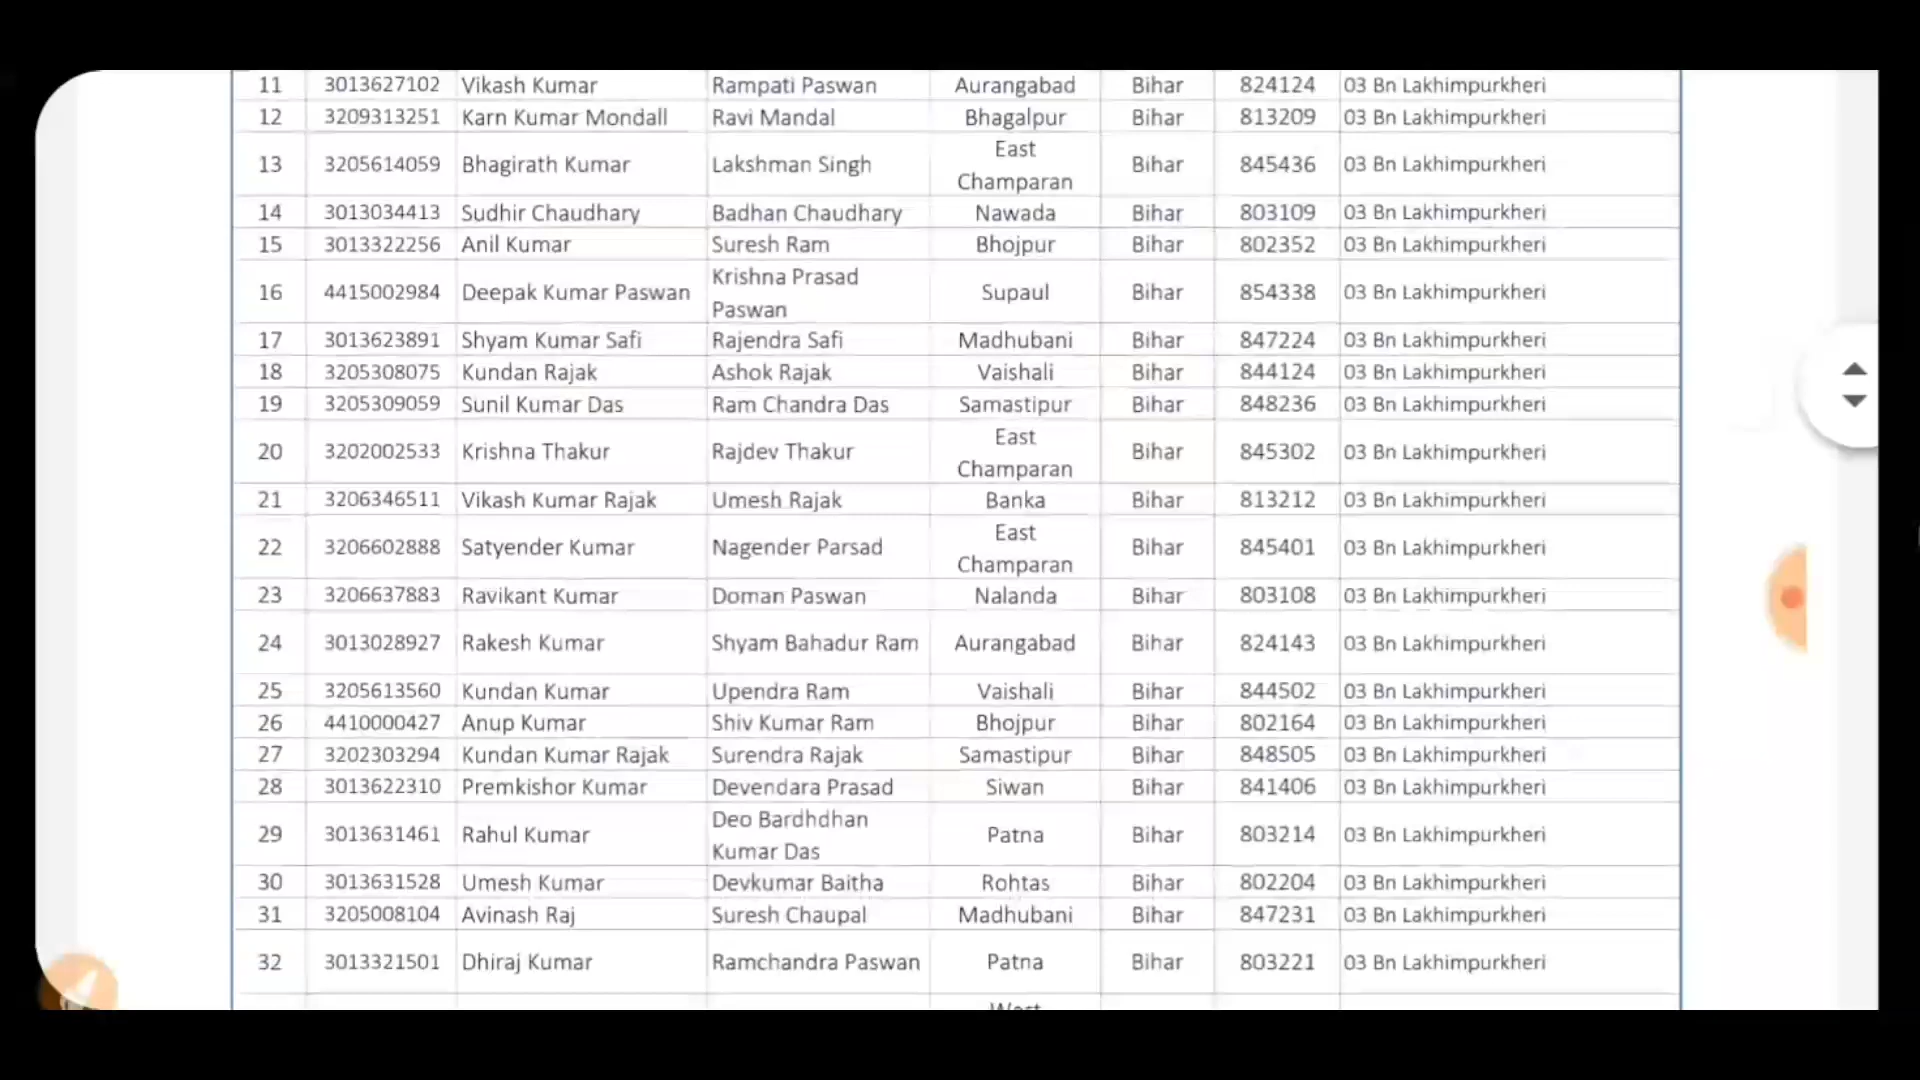 11 3013627102 Vikash Kumar Rampati Paswan Aurangabad Bihar 824124 03 Bn Lakhimpurkheri
12 3209313251 Karn Kumar Mondall Ravi Mandal Bhagalpur Bihar 813209 03 Bn Lakhimpurkheri
13 3205614059 Bhagirath Kumar Lakshman Singh East Champaran Bihar 845436 03 Bn Lakhimpurkheri
14 3013034413 Sudhir Chaudhary Badhan Chaudhary Nawada Bihar 803109 03 Bn Lakhimpurkheri
15 3013322256 Anil Kumar Suresh Ram Bhojpur Bihar 802352 03 Bn Lakhimpurkheri
16 4415002984 Deepak Kumar Paswan Krishna Prasad Paswan Supaul Bihar 854338 03 Bn Lakhimpurkheri
17 3013623891 Shyam Kumar Safi Rajendra Safi Madhubani Bihar 847224 03 Bn Lakhimpurkheri
18 3205308075 Kundan Rajak Ashok Rajak Vaishali Bihar 844124 03 Bn Lakhimpurkheri
19 3205309059 Sunil Kumar Das Ram Chandra Das Samastipur Bihar 848236 03 Bn Lakhimpurkheri
20 3202002533 Krishna Thakur Rajdev Thakur East Champaran Bihar 845302 03 Bn Lakhimpurkheri
21 3206346511 Vikash Kumar Rajak Umesh Rajak Banka Bihar 813212 03 Bn Lakhimpurkheri
22 3206602888 Satyender Kumar Nagender Parsad East Champaran Bihar 845401 03 Bn Lakhimpurkheri
23 3206637883 Ravikant Kumar Doman Paswan Nalanda Bihar 803108 03 Bn Lakhimpurkheri
24 3013028927 Rakesh Kumar Shyam Bahadur Ram Aurangabad Bihar 824143 03 Bn Lakhimpurkheri
25 3205613560 Kundan Kumar Upendra Ram Vaishali Bihar 844502 03 Bn Lakhimpurkheri
26 4410000427 Anup Kumar Shiv Kumar Ram Bhojpur Bihar 802164 03 Bn Lakhimpurkheri
27 3202303294 Kundan Kumar Rajak Surendra Rajak Samastipur Bihar 848505 03 Bn Lakhimpurkheri
28 3013622310 Premkishor Kumar Devendara Prasad Siwan Bihar 841406 03 Bn Lakhimpurkheri
29 3013631461 Rahul Kumar Deo Bardhdhan Kumar Das Patna Bihar 803214 03 Bn Lakhimpurkheri
30 3013631528 Umesh Kumar Devkumar Baitha Rohtas Bihar 802204 03 Bn Lakhimpurkheri
31 3205008104 Avinash Raj Suresh Chaupal Madhubani Bihar 847231 03 Bn Lakhimpurkheri
32 3013321501 Dhiraj Kumar Ramchandra Paswan Patna Bihar 803221 03 Bn Lakhimpurkheri